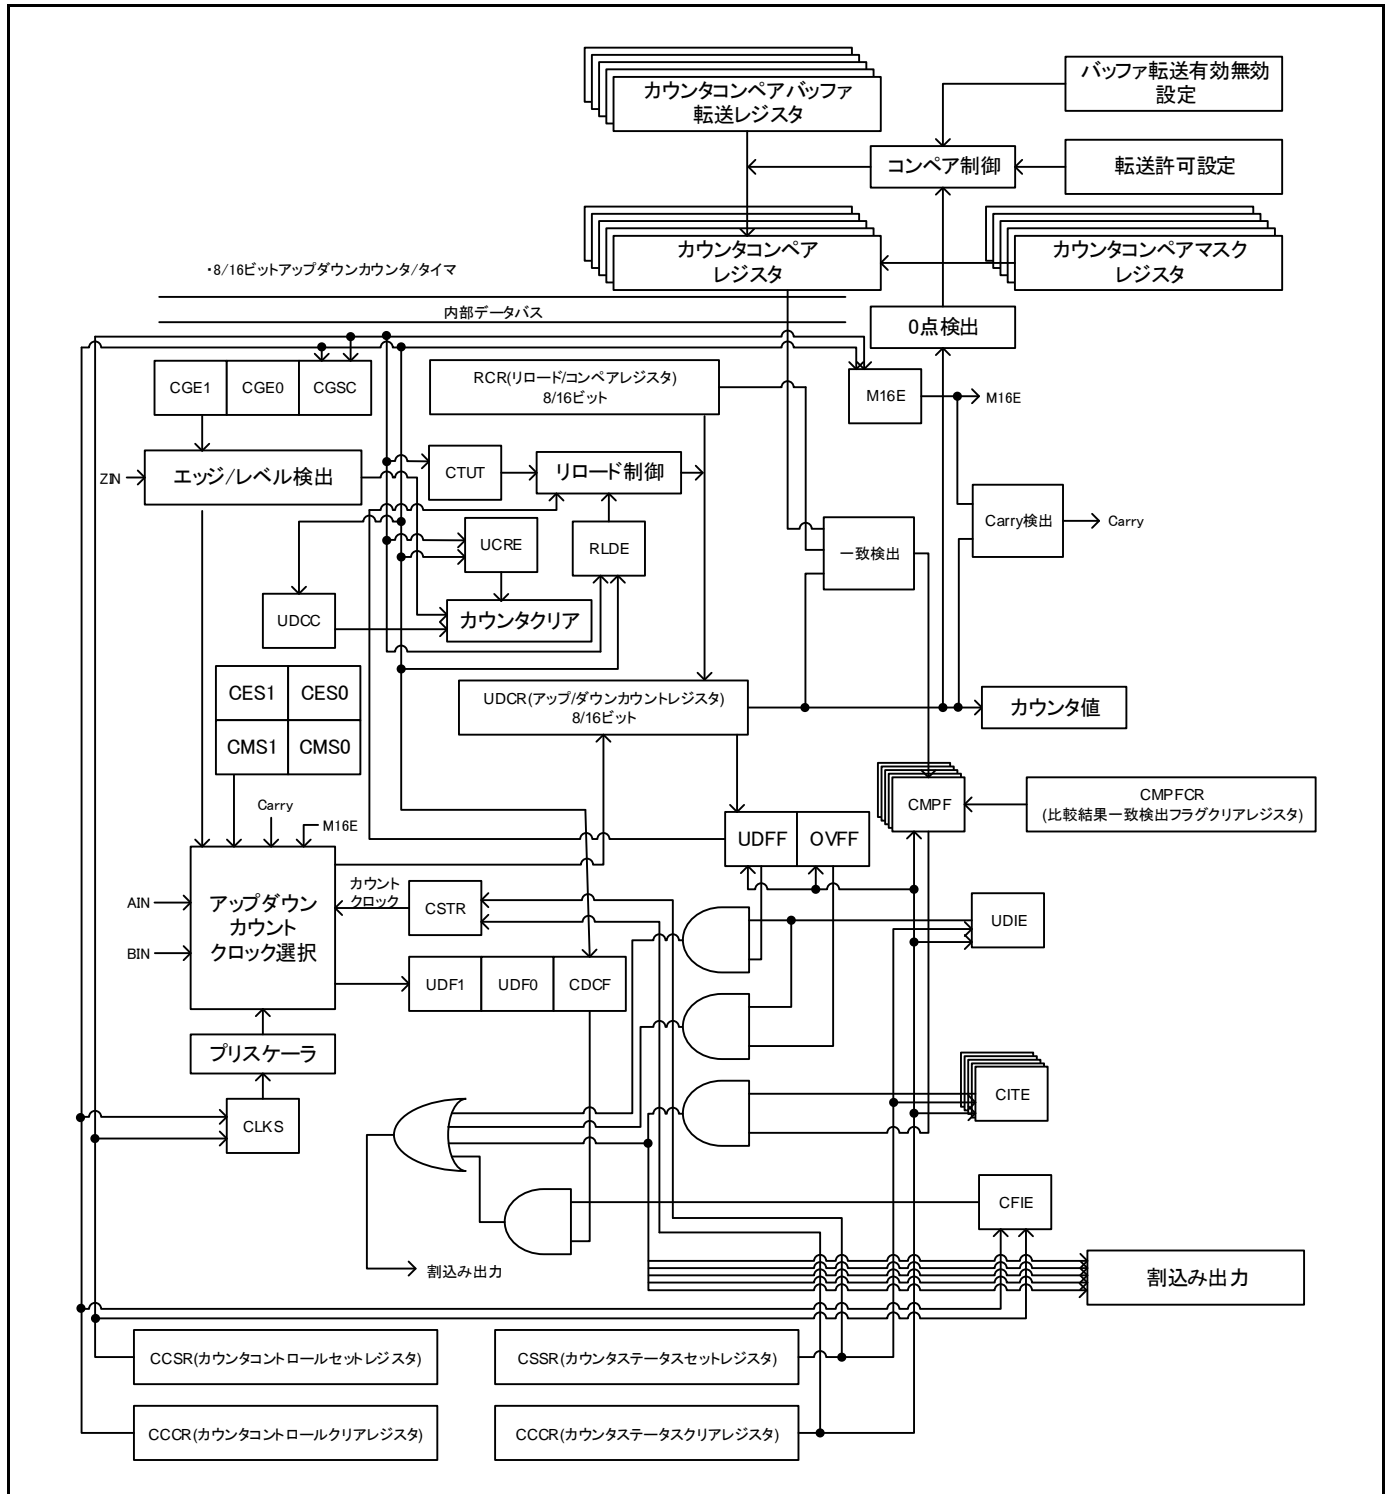 カウンタコンペアバッファ
転送レジスタ
バッファ転送有効無効
設定
コンペア制御
転送許可設定
カウンタコンペア
レジスタ
カウンタコンペアマスク
レジスタ
・8/16ビットアップダウンカウンタ/タイマ
内部データバス
0点検出
CGE1
CGE0
CGSC
RCR(リロード/コンペアレジスタ)
8/16ビット
M16E
M16E
ZIN
エッジ/レベル検出
CTUT
リロード制御
UCRE
RLDE
一致検出
Carry検出
Carry
UDCC
カウンタクリア
CES1
CES0
CMS1
CMS0
UDCR(アップ/ダウンカウントレジスタ)
8/16ビット
カウンタ値
Carry
M16E
UDFF
OVFF
CMPF
CMPFCR
(比較結果一致検出フラグクリアレジスタ)
AIN
BIN
アップダウン
カウント
クロック選択
カウント
クロック
CSTR
UDIE
UDF1
UDF0
CDCF
プリスケーラ
CLKS
CITE
CFIE
割込み出力
割込み出力
CCSR(カウンタコントロールセットレジスタ)
CSSR(カウンタステータスセットレジスタ)
CCCR(カウンタコントロールクリアレジスタ)
CCCR(カウンタステータスクリアレジスタ)